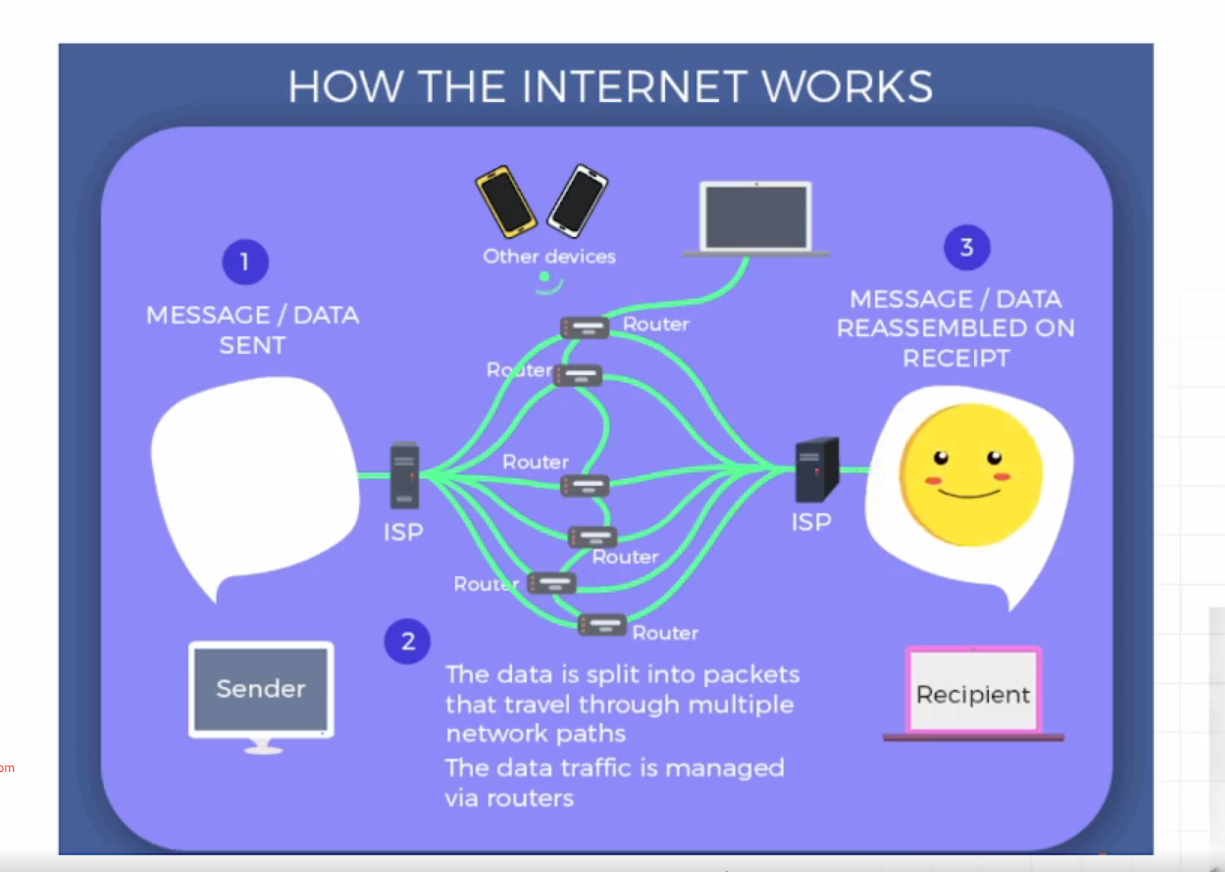 HOW THE INTERNET WORKS
1
MESSAGE / DATA
SENT
Other devices
3
MESSAGE / DATA
REASSEMBLED ON
RECEIPT
Router
Router
Router
ISP
ISP
Router
Router
Router
Sender
2
The data is split into packets
that travel through multiple
network paths
The data traffic is managed
via routers
Recipient
om